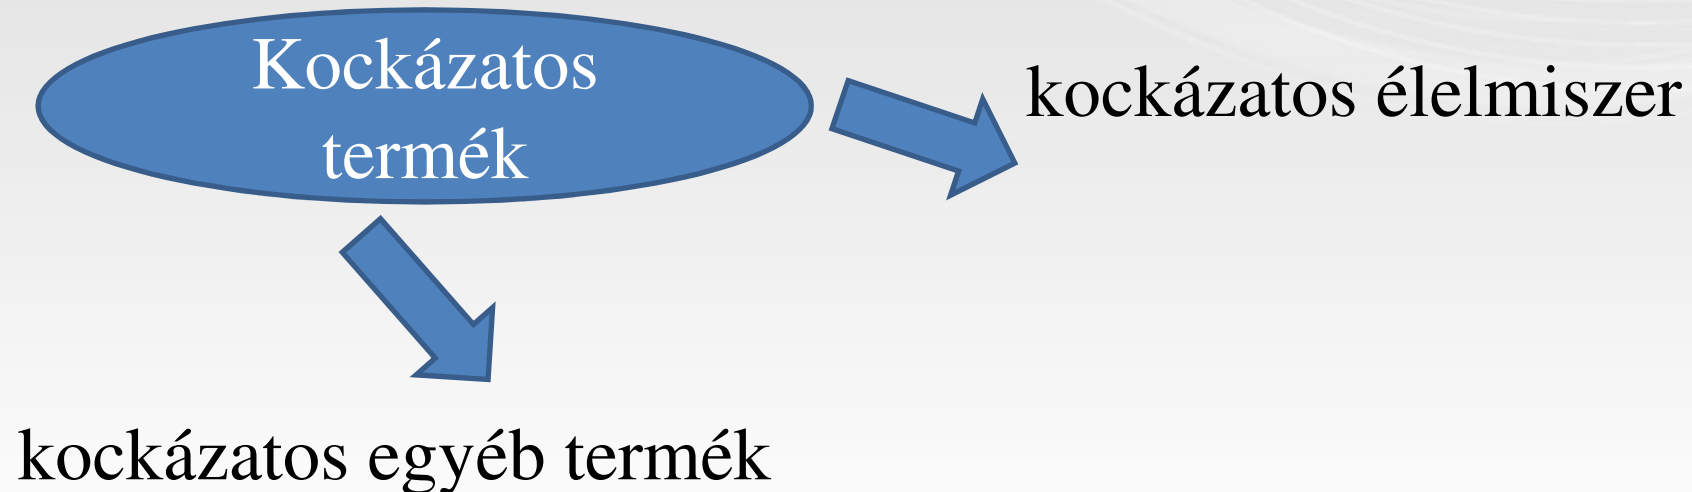 Kockázatos
termék
kockázatos élelmiszer
kockázatos egyéb termék